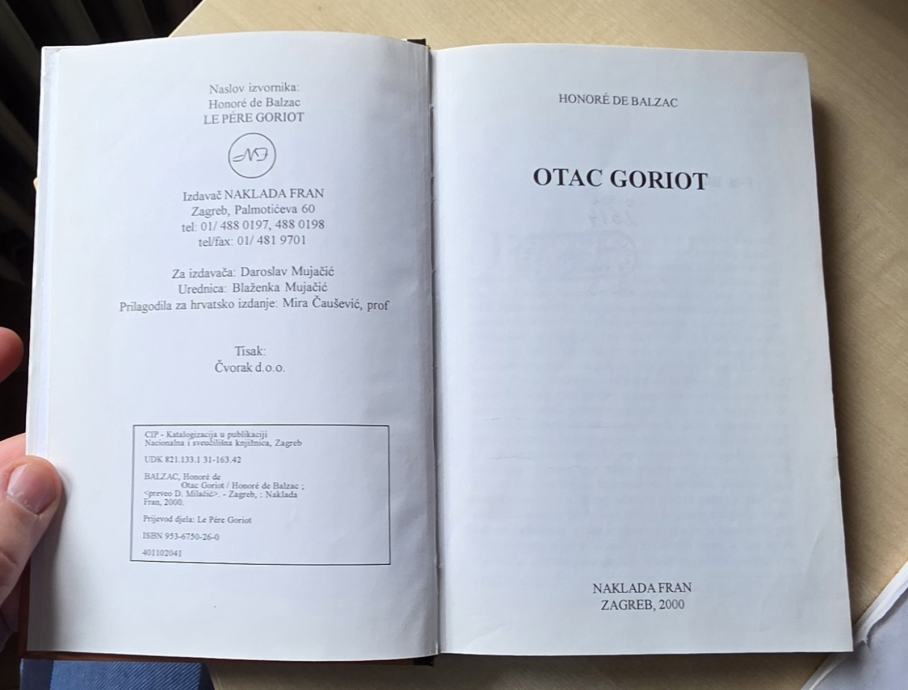 Naslov izvornika:
Honoré de Balzac
LE PÉRE GORIOT
Izdavač NAKLADA FRAN
Zagreb, Palmotićeva 60
tel: 01/ 488 0197, 488 0198
tel/fax: 01/ 481 9701
Za izdavača: Daroslav Mujačić
Urednica: Blaženka Mujačić
Prilagodila za hrvatsko izdanje: Mira Čaušević, prof
Tisak:
Čvorak d.o.o.
CIP - Katalogizacija u publikaciji
Nacionalna i sveučilišna knjižnica, Zagreb
UDK 821.133.1 31-163.42
BALZAC, Honoré de
Otac Goriot / Honoré de Balzac ;
<preveo D. Milačić>. - Zagreb, : Naklada
Fran, 2000.
Prijevod djela: Le Pére Goriot
ISBN 953-6750-26-0
401102041
HONORÉ DE BALZAC
OTAC GORIOT
NAKLADA FRAN
ZAGREB, 2000